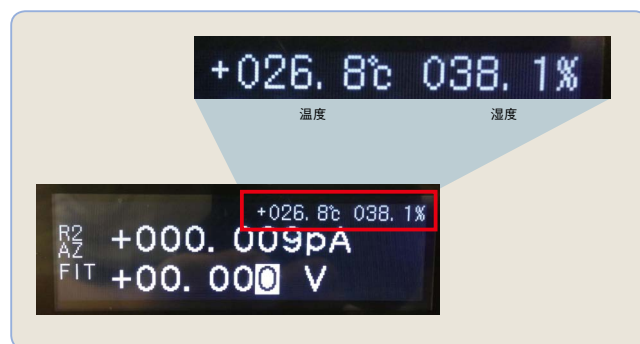 +026. 8℃ 038. 1%
温度 湿度
+026. 8℃ 038. 1%
R2 +000. 009pA
AZ
FIT +00. 000 V